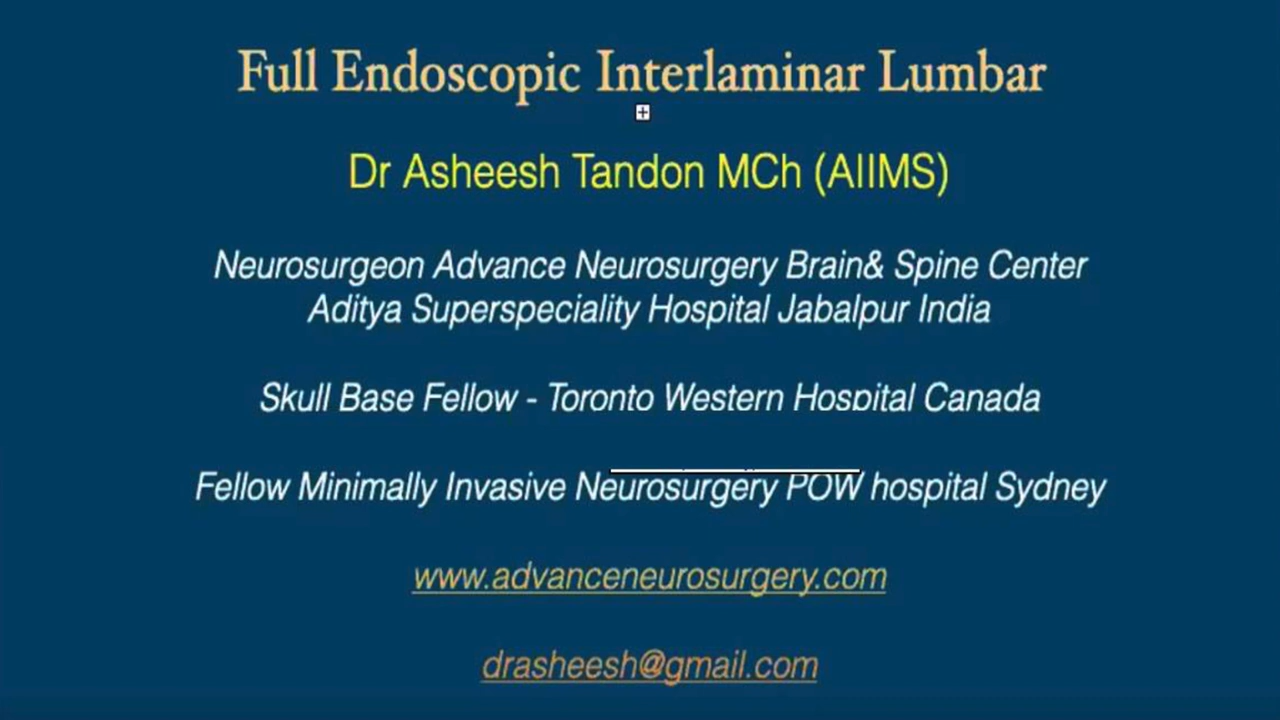 Full Endoscopic Interlaminar Lumbar
Dr Asheesh Tandon MCh (AIIMS)
Neurosurgeon Advance Neurosurgery Brain& Spine Center
Aditya Superspeciality Hospital Jabalpur India
Skull Base Fellow - Toronto Western Hospital Canada
Fellow Minimally Invasive Neurosurgery POW hospital Sydney
www.advanceneurosurgery.com
drasheesh@gmail.com